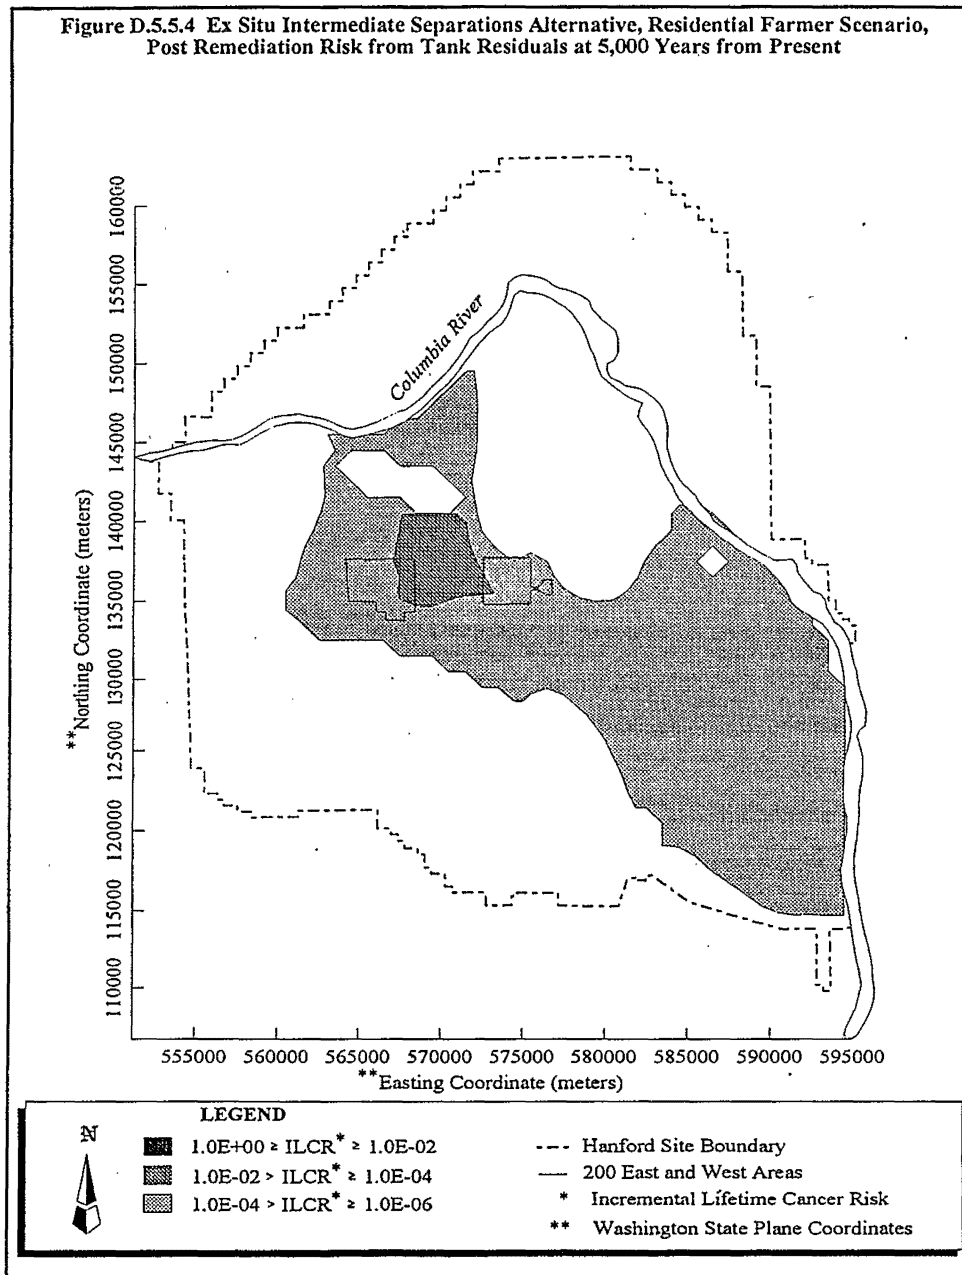 Figure D.5.5.4 Ex Situ Intermediate Separations Alternative, Residential Farmer Scenario,
Post Remediation Risk from Tank Residuals at 5,000 Years from Present
160000
155000
150000
145000
140000
135000
130000
125000
120000
115000
110000
**Northing Coordinate (meters)
Columbia River
555000 560000 565000 570000 575000 580000 585000 590000 595000
**Easting Coordinate (meters)
LEGEND
N
1.0E+00 ≥ ILCR* ≥ 1.0E-02
1.0E-02 > ILCR* ≥ 1.0E-04
1.0E-04 > ILCR* ≥ 1.0E-06
Hanford Site Boundary
200 East and West Areas
* Incremental Lifetime Cancer Risk
** Washington State Plane Coordinates